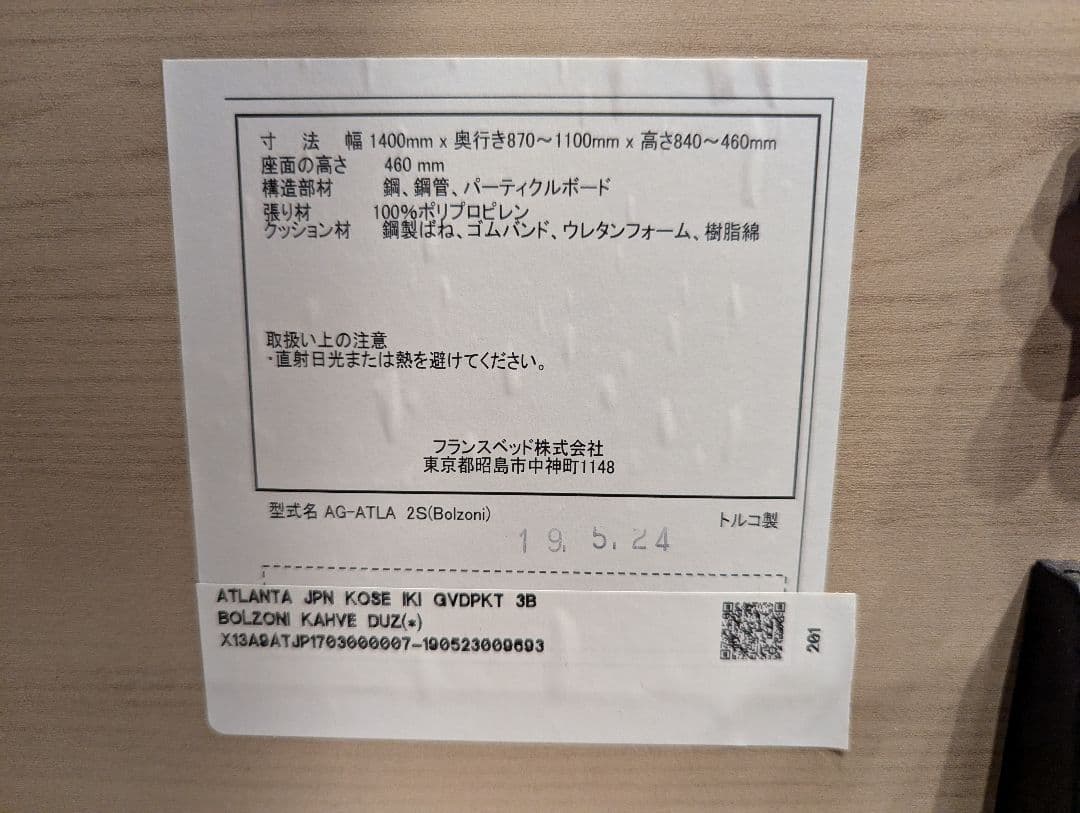 寸　法　幅 1400mm x 奥行き870～1100mm x 高さ840～460mm
座面の高さ　460 mm
構造部材　鋼、鋼管、パーティクルボード
張り材　100%ポリプロピレン
クッション材　鋼製ばね、ゴムバンド、ウレタンフォーム、樹脂綿
取扱い上の注意
・直射日光または熱を避けてください。
フランスベッド株式会社
東京都昭島市中神町1148
型式名 AG-ATLA 2S(Bolzoni)　トルコ製
19. 5. 24
ATLANTA JPN KOSE IKI GVDPKT 3B
BOLZONI KAHVE DUZ(*)
X13A9ATJP1703000007-190523009693
201